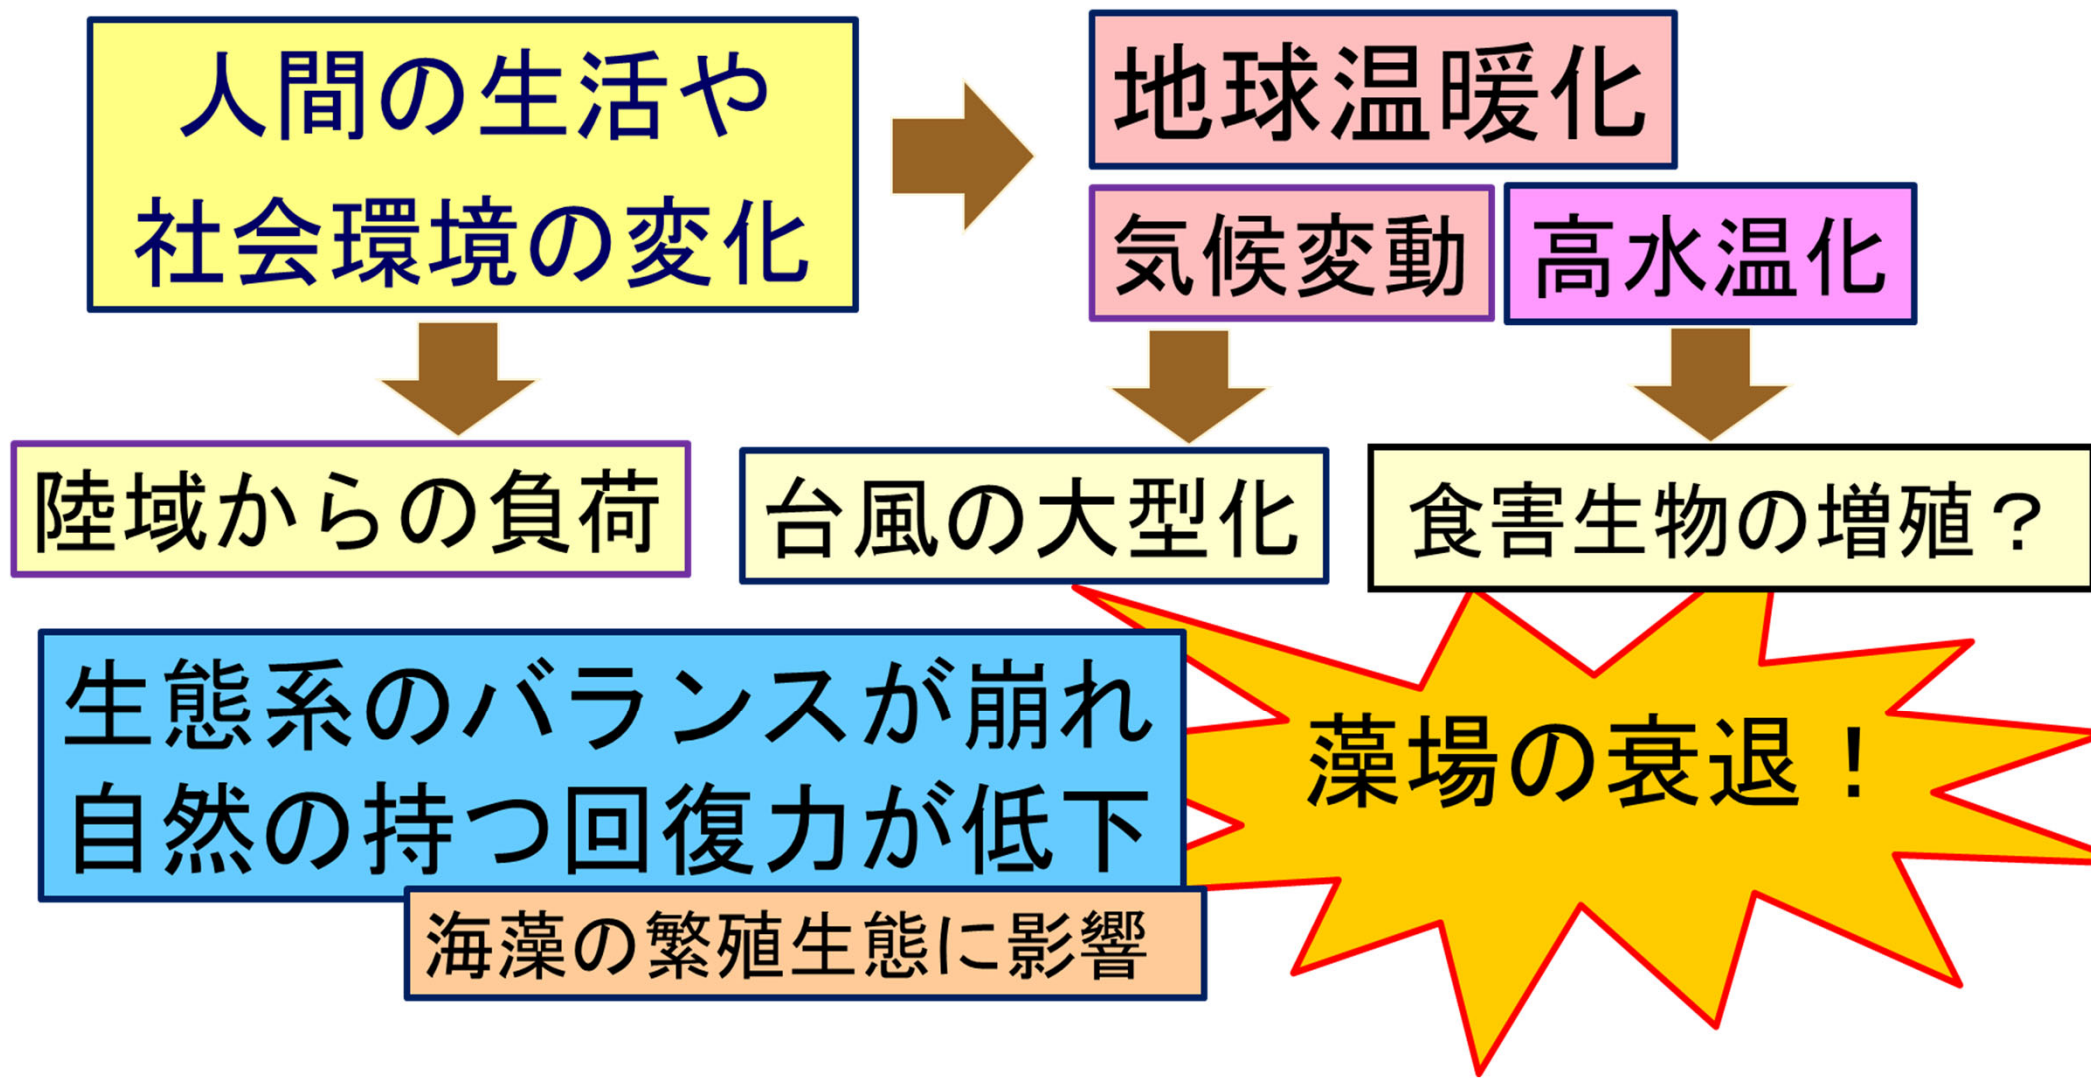 人間の生活や
社会環境の変化
地球温暖化
気候変動
高水温化
陸域からの負荷
台風の大型化
食害生物の増殖？
生態系のバランスが崩れ
自然の持つ回復力が低下
海藻の繁殖生態に影響
藻場の衰退！